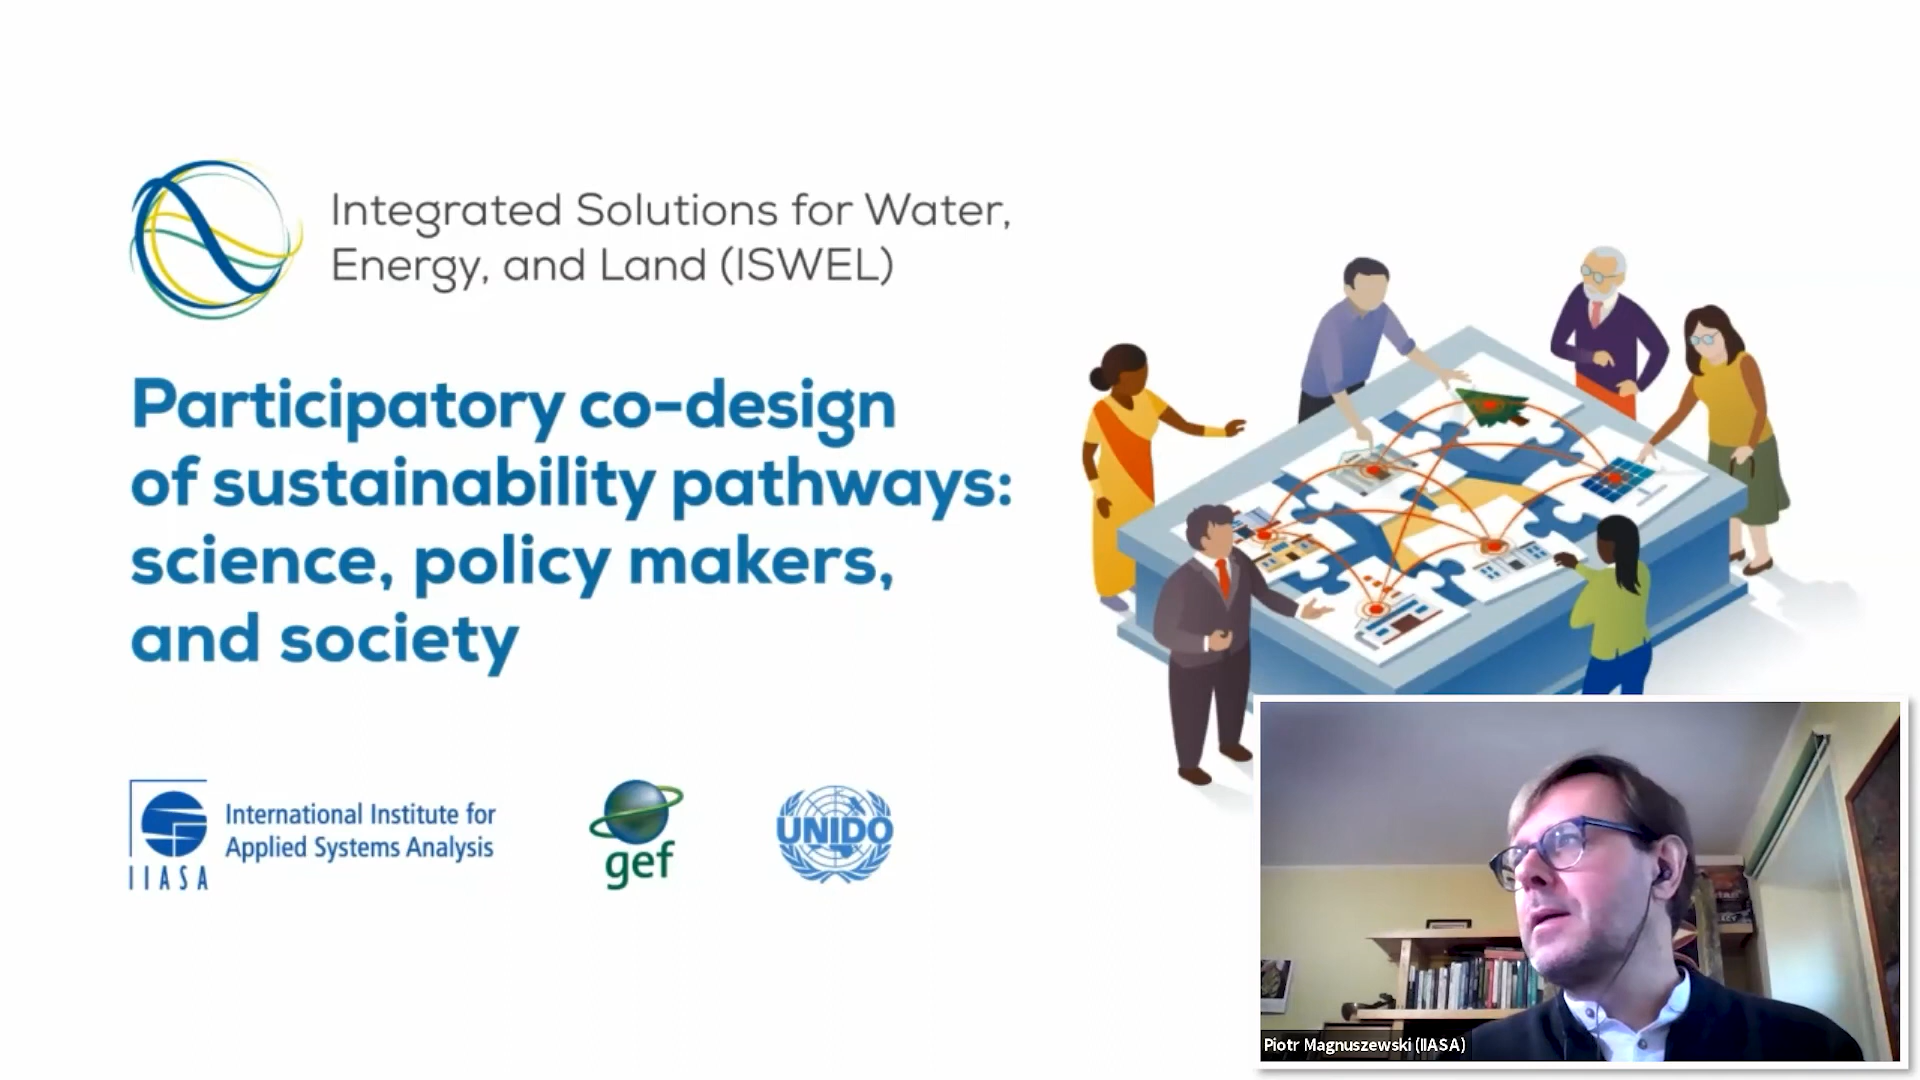 Integrated Solutions for Water,
Energy, and Land (ISWEL)
Participatory co-design
of sustainability pathways:
science, policy makers,
and society
IIASA
International Institute for
Applied Systems Analysis
gef
UNIDO
Piotr Magnuszewski (IIASA)